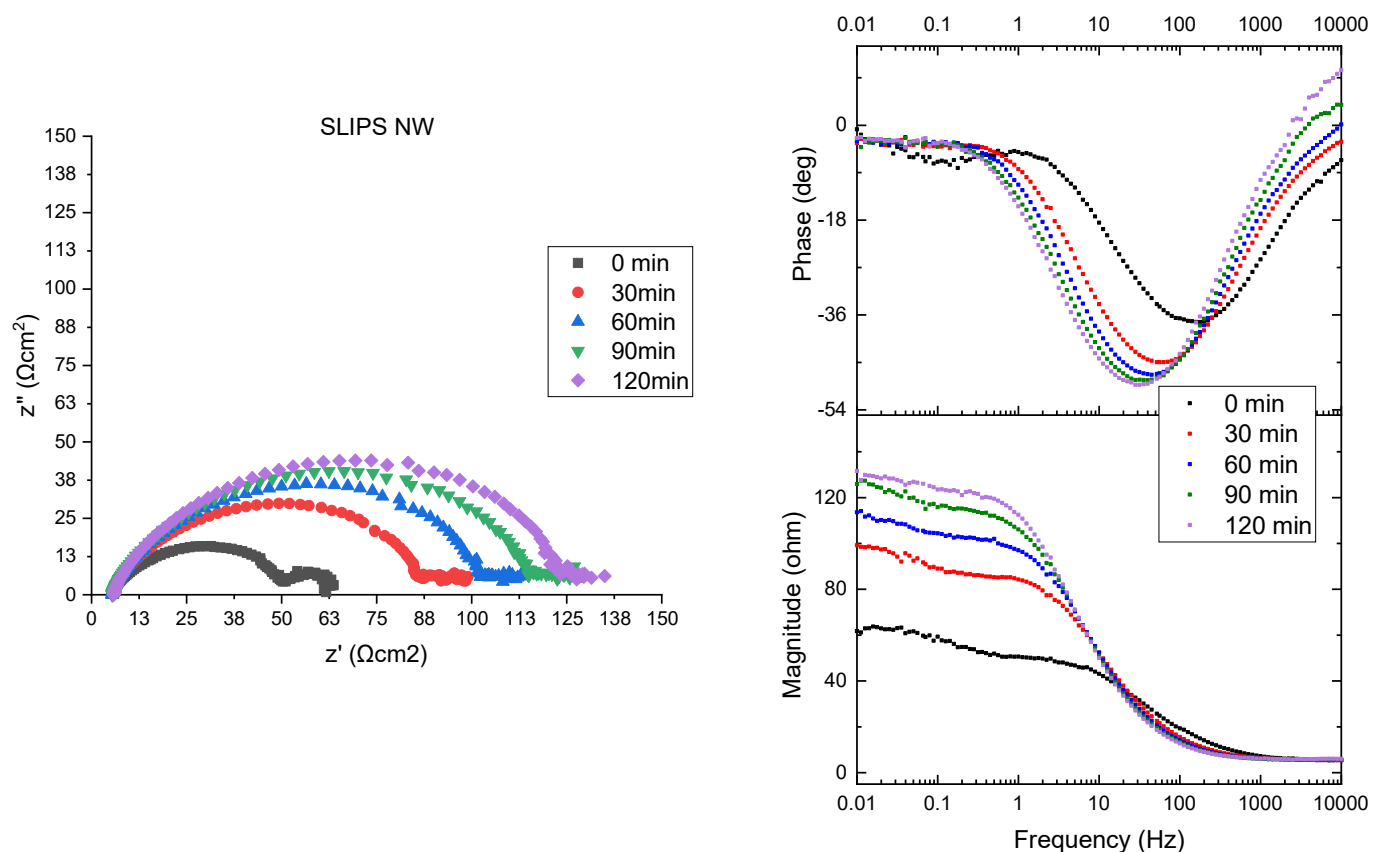 SLIPS NW
150
138
125
113
100
88
75
63
50
38
25
13
0
z'' (Ωcm²)
0 13 25 38 50 63 75 88 100 113 125 138 150
z' (Ωcm2)
0 min
30min
60min
90min
120min
0.01 0.1 1 10 100 1000 10000
0
-18
-36
-54
Phase (deg)
120
80
40
0
Magnitude (ohm)
0 min
30 min
60 min
90 min
120 min
0.01 0.1 1 10 100 1000 10000
Frequency (Hz)